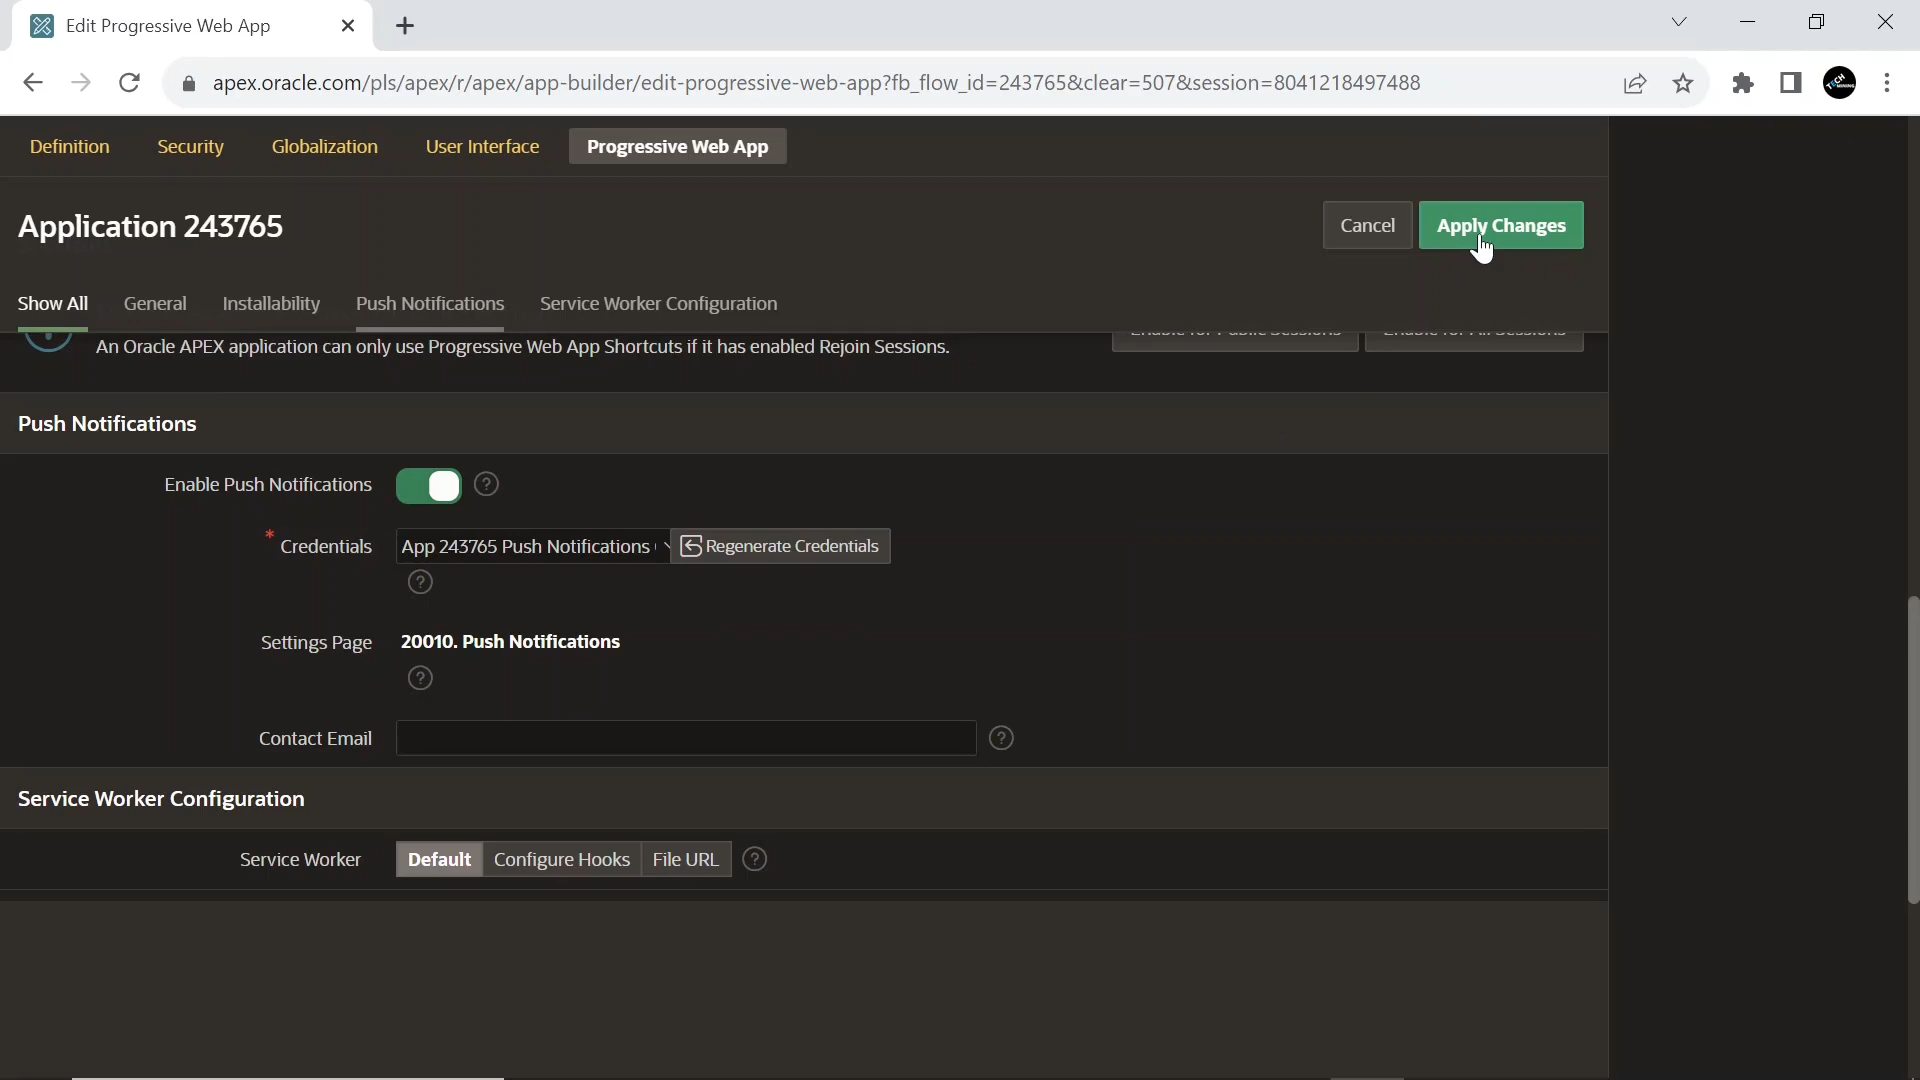 Edit Progressive Web App
apex.oracle.com/pls/apex/r/apex/app-builder/edit-progressive-web-app?fb_flow_id=243765&clear=507&session=8041218497488
Definition Security Globalization User Interface Progressive Web App
Application 243765
Cancel Apply Changes
Show All General Installability Push Notifications Service Worker Configuration
An Oracle APEX application can only use Progressive Web App Shortcuts if it has enabled Rejoin Sessions.
Push Notifications
Enable Push Notifications
* Credentials App 243765 Push Notifications Regenerate Credentials
Settings Page 20010. Push Notifications
Contact Email
Service Worker Configuration
Service Worker Default Configure Hooks File URL